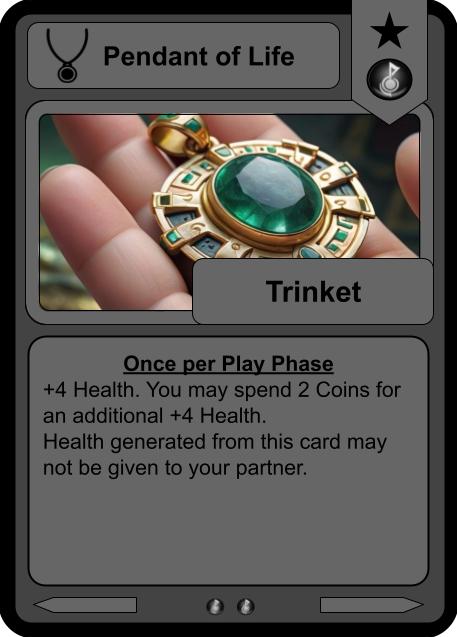 Pendant of Life
Trinket
Once per Play Phase
+4 Health. You may spend 2 Coins for
an additional +4 Health.
Health generated from this card may
not be given to your partner.